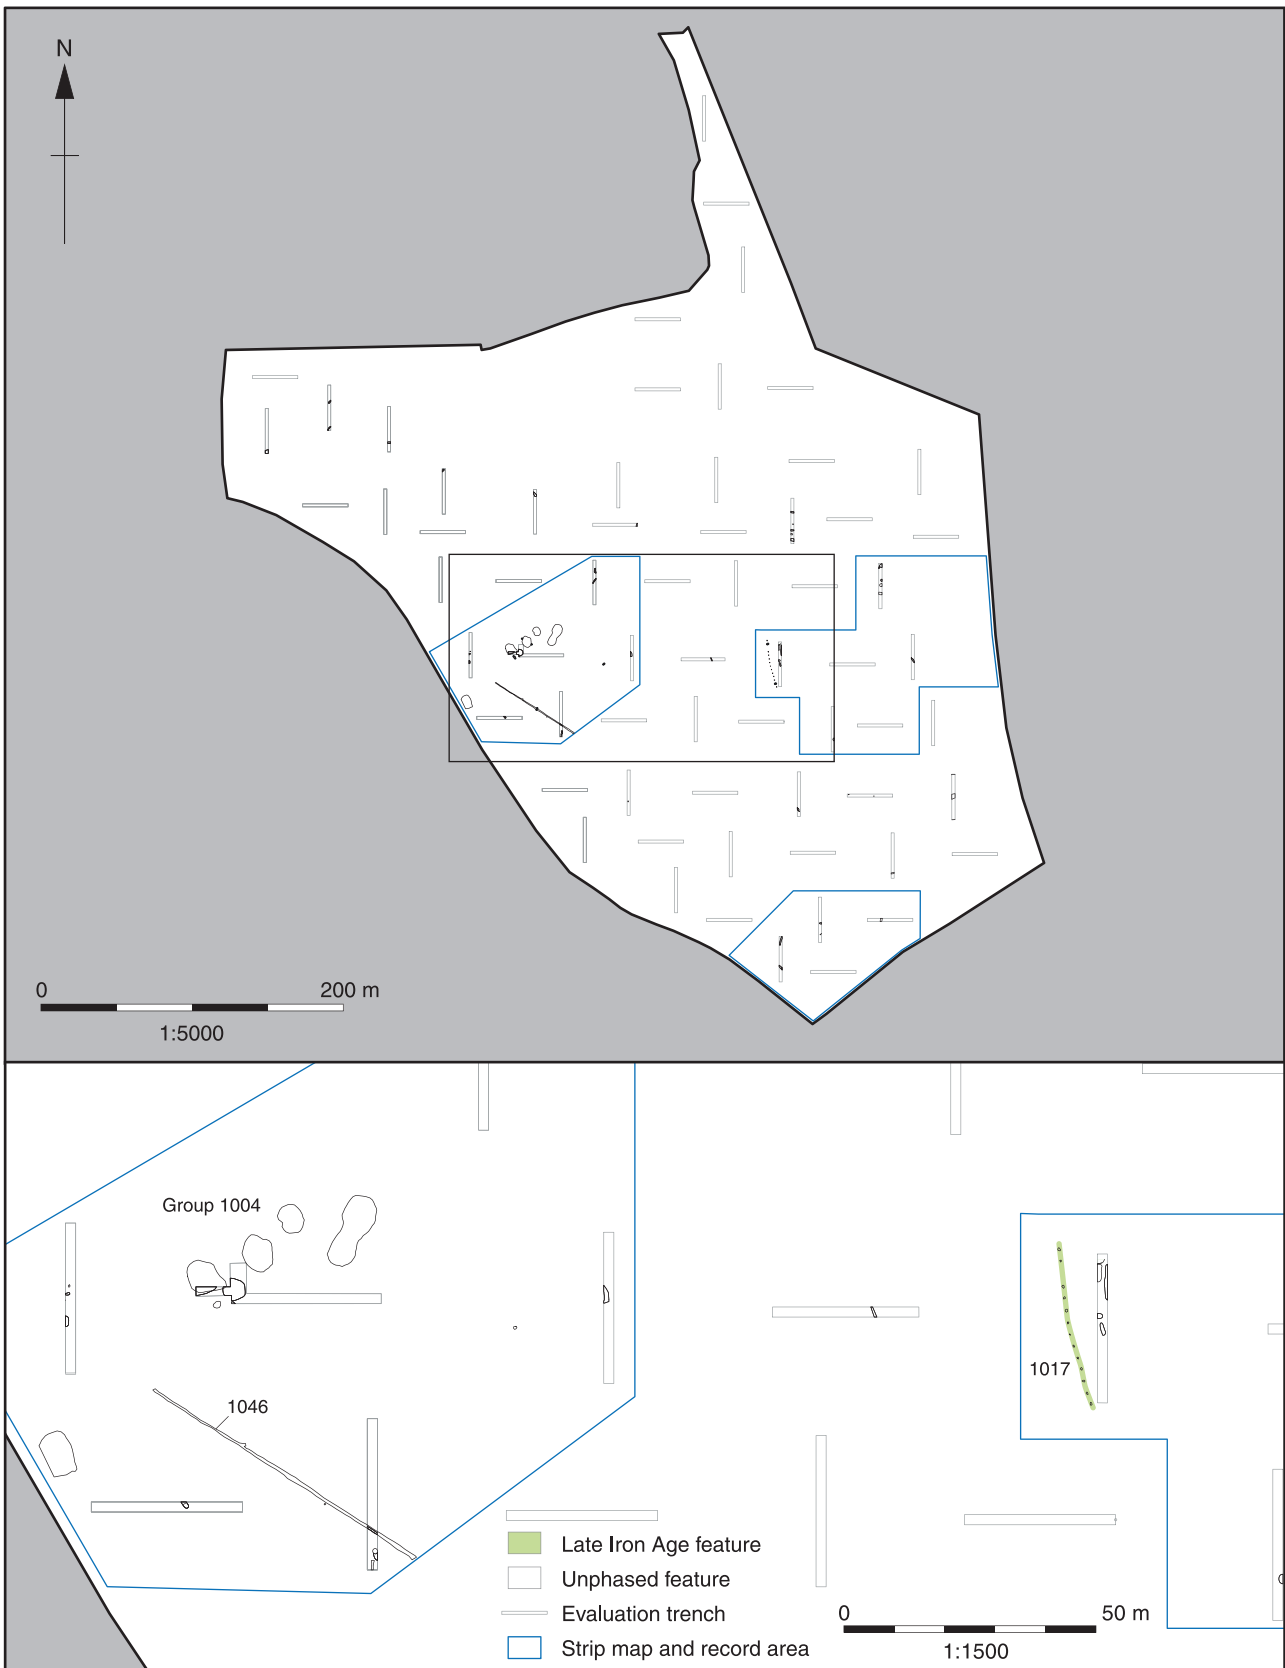 N
0 200 m
1:5000
Group 1004
1046
1017
Late Iron Age feature
Unphased feature
Evaluation trench
Strip map and record area
0 50 m
1:1500